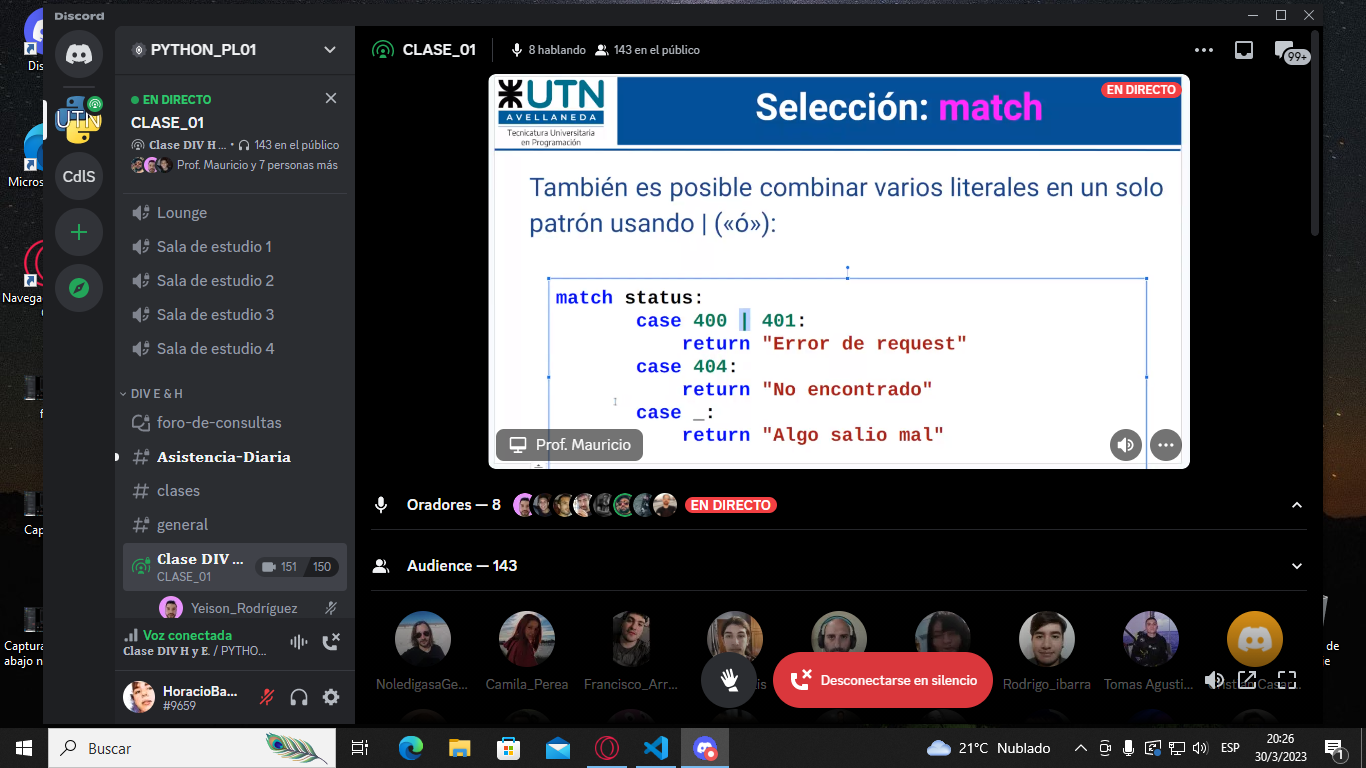 Discord
Dis
Micros
Navega
Cap
Captura
abajo n
PYTHON_PL01
EN DIRECTO
CLASE_01
Clase DIV H ... • 143 en el público
Prof. Mauricio y 7 personas más
Lounge
Sala de estudio 1
Sala de estudio 2
Sala de estudio 3
Sala de estudio 4
DIV E & H
foro-de-consultas
Asistencia-Diaria
clases
general
Clase DIV ... 151 150
CLASE_01
Yeison_Rodríguez
Voz conectada
Clase DIV H y E. / PYTHO...
HoracioBa...
#9659
UTN
CdlS
CLASE_01 8 hablando 143 en el público
99+
UTN
AVELLANEDA
Tecnicatura Universitaria
en Programación
Selección: match
EN DIRECTO
También es posible combinar varios literales en un solo
patrón usando | («ó»):
match status:
case 400 | 401:
return "Error de request"
case 404:
return "No encontrado"
case _:
return "Algo salio mal"
Prof. Mauricio
Oradores — 8 EN DIRECTO
Audience — 143
NoledigasaGe... Camila_Perea Francisco_Arr... Rodrigo_ibarra Tomas Agusti...
Desconectarse en silencio
de
Buscar
21°C Nublado
ESP
20:26
30/3/2023
1